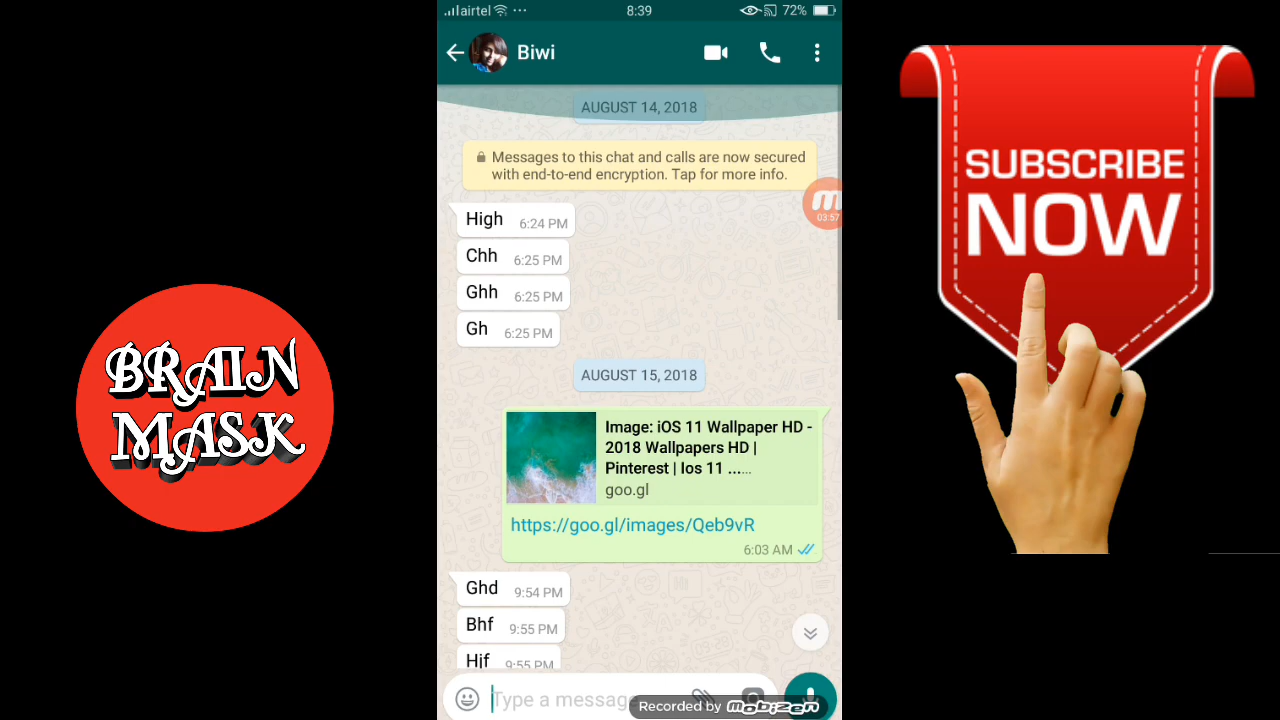 airtel
8:39
72%
Biwi
AUGUST 14, 2018
Messages to this chat and calls are now secured
with end-to-end encryption. Tap for more info.
03:57
High 6:24 PM
Chh 6:25 PM
Ghh 6:25 PM
Gh 6:25 PM
AUGUST 15, 2018
Image: iOS 11 Wallpaper HD -
2018 Wallpapers HD |
Pinterest | Ios 11 ......
goo.gl
https://goo.gl/images/Qeb9vR
6:03 AM
Ghd 9:54 PM
Bhf 9:55 PM
Hjf 9:55 PM
Type a message
Recorded by mobizen
BRAIN
MASK
SUBSCRIBE
NOW